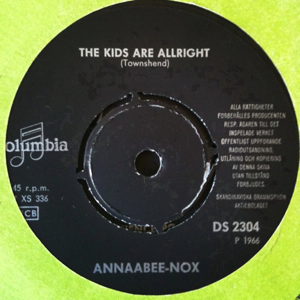 THE KIDS ARE ALLRIGHT
(Townshend)
olumbia
45 r.p.m.
XS 336
CB
ALLA RÄTTIGHETER
FÖRBEHÅLLES PRODUCENTEN
RESP. ÄGAREN TILL DET
INSPELADE VERKET
OFFENTLIGT UPPFÖRANDE
RADIOUTSÄNDNING,
UTLÅNING OCH KOPIERING
AV DENNA SKIVA
UTAN TILLSTÅND
FÖRBJUDES.
SKANDINAVISKA GRAMMOPHON
AKTIEBOLAGET
DS 2304
P 1966
ANNAABEE-NOX